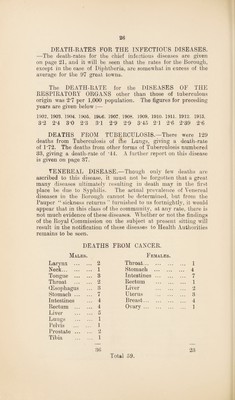 26
DEATH-RATES FOR THE INFECTIOUS DISEASES.
—The death-rates for the chief infectious diseases are given
on page 21, and it will be seen that the rates for the Borough,
except in the case of Diphtheria, are somewhat in excess of the
average for the 97 great towns.
The DEATH-RATE for the DISEASES OF THE
RESPIRATORY ORGANS other than those of tuberculous
origin was 2·7 per 1,000 population. The figures for preceding
years are given below :—
1902. 1903. 1904. 1905. 1906. 1907. 1908. 1909. 1910. 1911. 1912. 1913.
3·2 2·4 3·0 2·3 3·1 2·9 2·9 3·45 2·1 2·6 2·39 2·6
DEATHS FROM TUBERCULOSIS.—There were 129
deaths from Tuberculosis of the Lungs, giving a death-rate
of 1·72. The deaths from other forms of Tuberculosis numbered
33, giving a death-rate of ·44. A further report on this disease
is given on page 87.
VENEREAL DISEASE.—Though only few deaths are
ascribed to this disease, it must not be forgotten that a great
many diseases ultimately resulting in death may in the first
place be due to Syphilis. The actual prevalence of Venereal
diseases in the Borough cannot be determined, but from the
Pauper "sickness returns" furnished to us fortnightly, it would
appear that in this class of the community, at any rate, there is
not much evidence of these diseases. Whether or not the findings
of the Royal Commission on the subject at present sitting will
result in the notification of these diseases to Health Authorities
remains to be seen.
DEATHS FROM CANCER.
MALES. FEMALES.
Larynx ... ... 2 Throat ... ... 1
Neck ... ... 1 Stomach ... ... 4
Tongue ... ... 3 Intestines ... ... 7
Throat ... ... 2 Rectum ... ... 1
Œsophagus ... ... 3 Liver ... ... 2
Stomach ... ... 7 Uterus ... ... 3
Intestines ... ... 4 Breast ... ... 4
Rectum ... ... 4 Ovary ... ... 1
Liver ... ... 5
Lungs ... ... 1
Pelvis ... ... 1
Prostate ... ... 2
Tibia ... ... 1
36 23
Total 59.